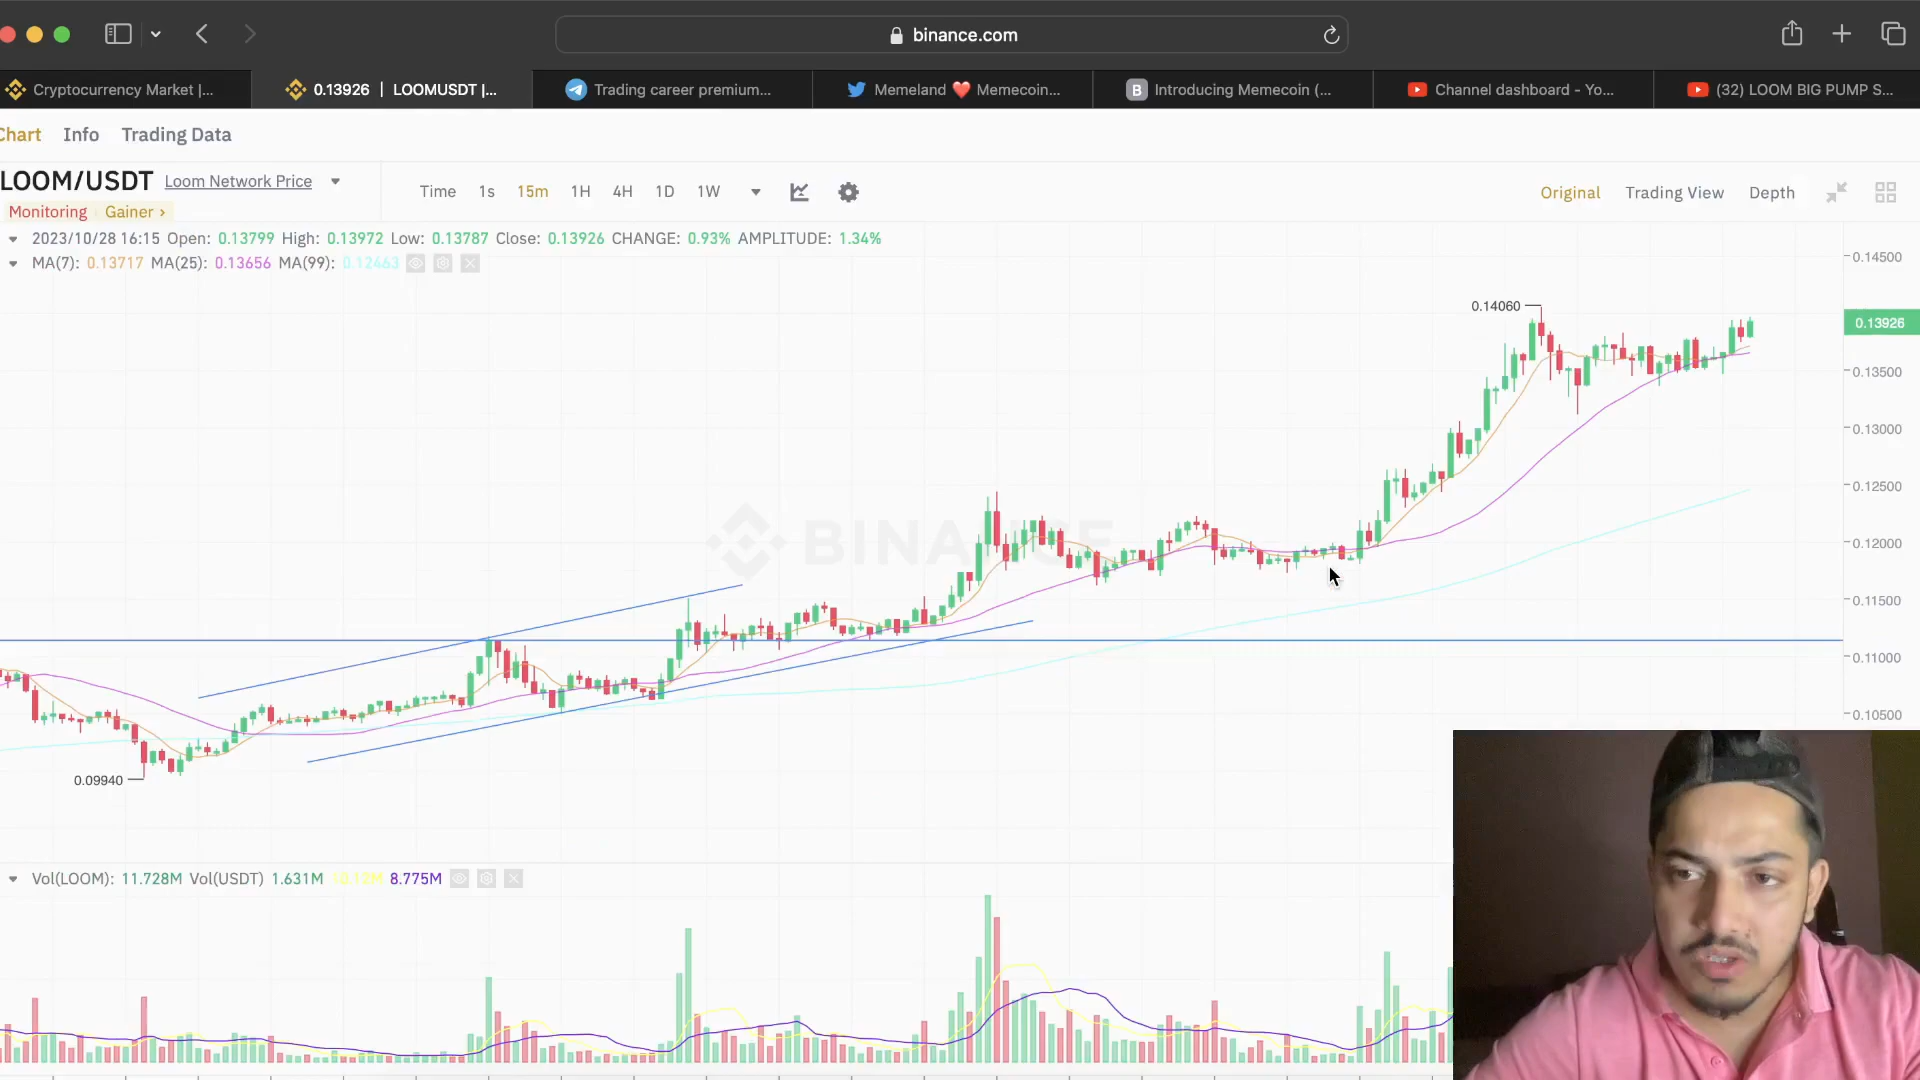 binance.com
Cryptocurrency Market |...
0.13926 | LOOMUSDT |...
Trading career premium...
Memeland ❤️ Memecoin...
B Introducing Memecoin (...
Channel dashboard - Yo...
(32) LOOM BIG PUMP S...
Chart Info Trading Data
LOOM/USDT Loom Network Price
Monitoring Gainer ›
Time 1s 15m 1H 4H 1D 1W
Original Trading View Depth
2023/10/28 16:15 Open: 0.13799 High: 0.13972 Low: 0.13787 Close: 0.13926 CHANGE: 0.93% AMPLITUDE: 1.34%
MA(7): 0.13717 MA(25): 0.13656 MA(99): 0.12463
0.14500
0.14060
0.13926
0.13500
0.13000
0.12500
BINANCE
0.12000
0.11500
0.11000
0.10500
0.09940
Vol(LOOM): 11.728M Vol(USDT) 1.631M 8.775M